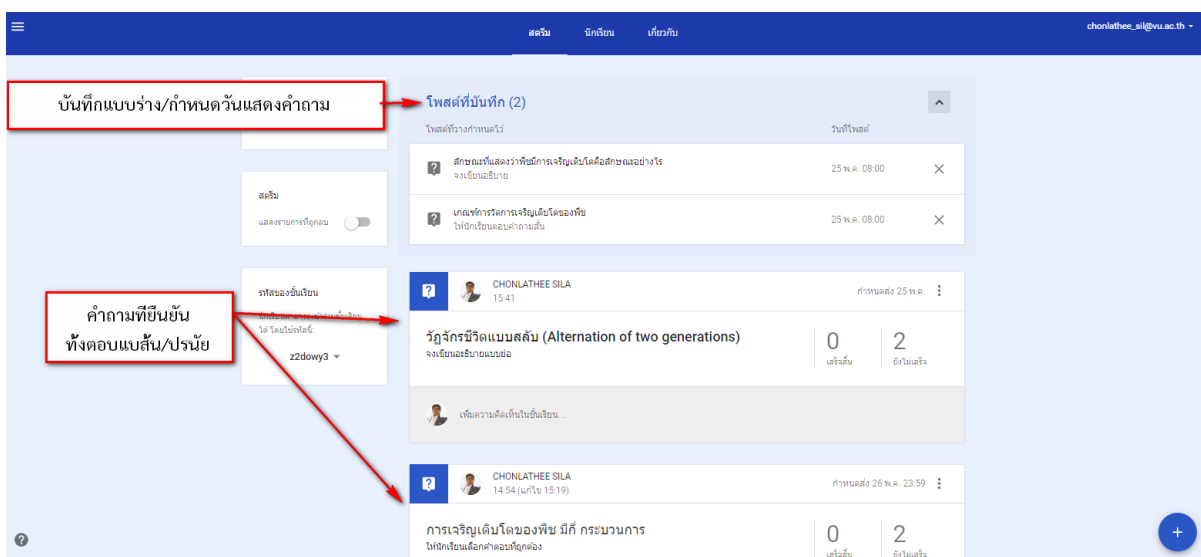 สตรีม นักเรียน เกี่ยวกับ
chonlathee_sil@vu.ac.th
บันทึกแบบร่าง/กำหนดวันแสดงคำถาม
โพสต์ที่บันทึก (2)
โพสต์ที่วางกำหนดไว้ วันที่โพสต์
ลักษณะที่แสดงว่าพืชมีการเจริญเติบโตคือลักษณะอย่างไร
จงเขียนอธิบาย
25 พ.ค. 08:00
เกณฑ์การวัดการเจริญเติบโตของพืช
ให้นักเรียนตอบคำถามสั้น
25 พ.ค. 08:00
สตรีม
แสดงรายการที่ถูกลบ
รหัสของชั้นเรียน
ได้ โดยใช้รหัสนี้:
z2dowy3
คำถามที่ยืนยัน
ทั้งตอบแบบสั้น/ปรนัย
CHONLATHEE SILA
15:41
กำหนดส่ง 25 พ.ค.
วัฏจักรชีวิตแบบสลับ (Alternation of two generations)
จงเขียนอธิบายแบบย่อ
0 2
เสร็จสิ้น ยังไม่เสร็จ
เพิ่มความคิดเห็นในชั้นเรียน...
CHONLATHEE SILA
14:54 (แก้ไข 15:19)
กำหนดส่ง 26 พ.ค. 23:59
การเจริญเติบโตของพืช มีกี่ กระบวนการ
ให้นักเรียนเลือกคำตอบที่ถูกต้อง
0 2
เสร็จสิ้น ยังไม่เสร็จ